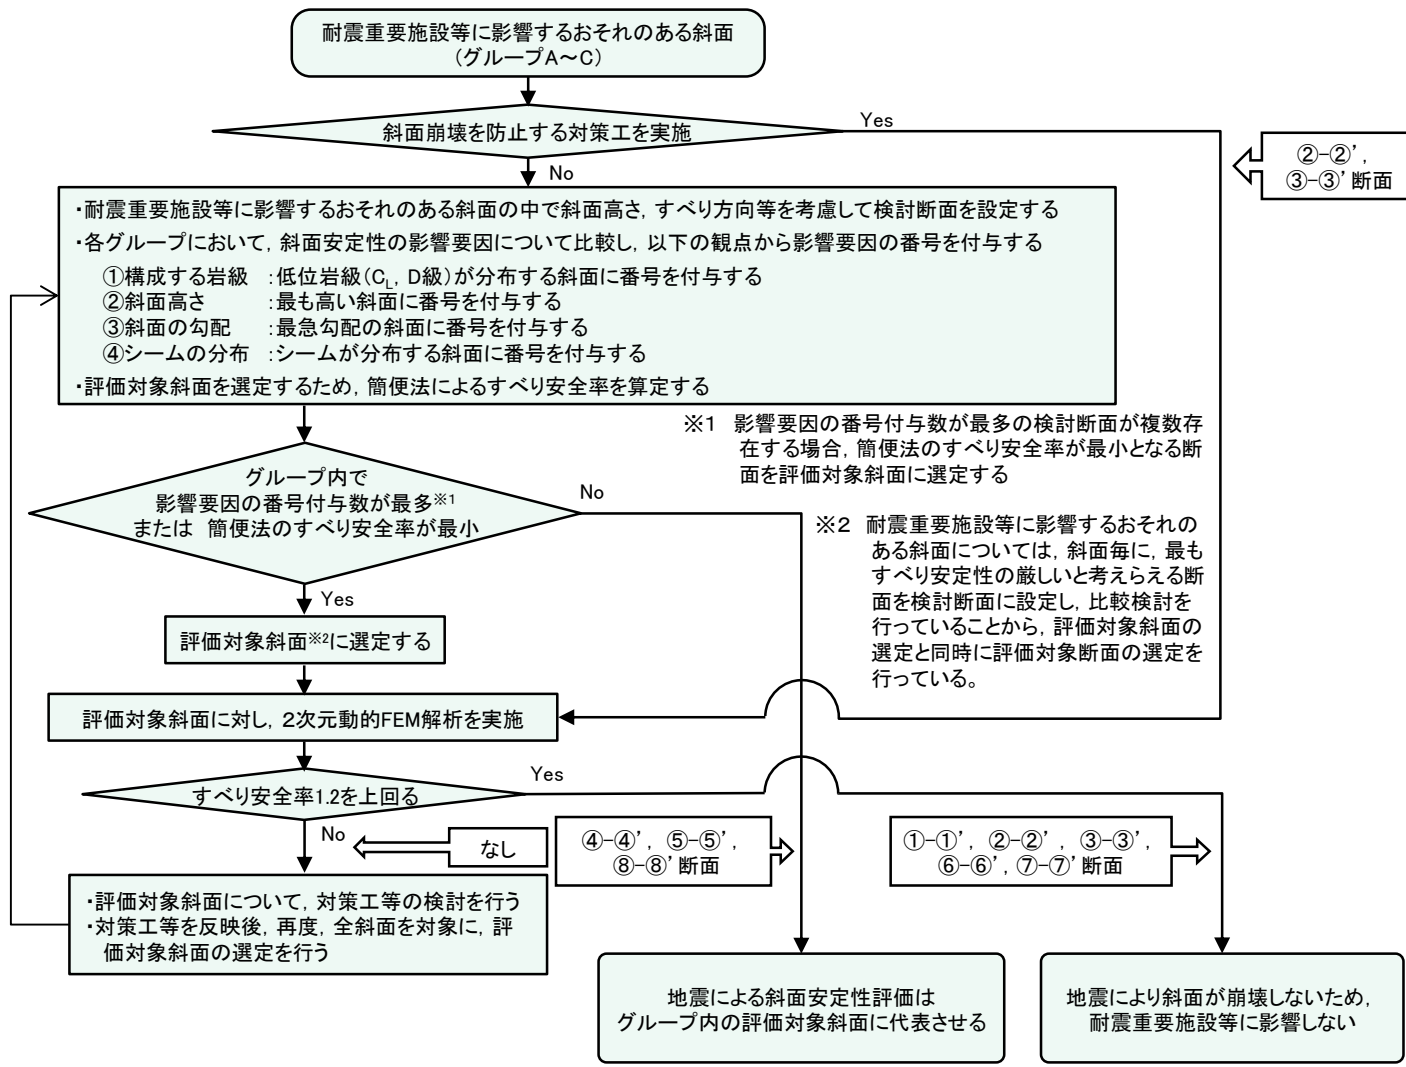 耐震重要施設等に影響するおそれのある斜面
（グループA～C）
斜面崩壊を防止する対策工を実施
Yes
②-②’，
③-③’断面
No
・耐震重要施設等に影響するおそれのある斜面の中で斜面高さ，すべり方向等を考慮して検討断面を設定する
・各グループにおいて，斜面安定性の影響要因について比較し，以下の観点から影響要因の番号を付与する
①構成する岩級　：低位岩級（CL，D級）が分布する斜面に番号を付与する
②斜面高さ　：最も高い斜面に番号を付与する
③斜面の勾配　：最急勾配の斜面に番号を付与する
④シームの分布　：シームが分布する斜面に番号を付与する
・評価対象斜面を選定するため，簡便法によるすべり安全率を算定する
※1　影響要因の番号付与数が最多の検討断面が複数存
在する場合，簡便法のすべり安全率が最小となる断
面を評価対象斜面に選定する
グループ内で
影響要因の番号付与数が最多※1
または　簡便法のすべり安全率が最小
No
※2　耐震重要施設等に影響するおそれの
ある斜面については，斜面毎に，最も
すべり安定性の厳しいと考えらえる断
面を検討断面に設定し，比較検討を
行っていることから，評価対象斜面の
選定と同時に評価対象断面の選定を
行っている。
Yes
評価対象斜面※2に選定する
評価対象斜面に対し，2次元動的FEM解析を実施
すべり安全率1.2を上回る
Yes
No
なし
④-④’，⑤-⑤’，
⑧-⑧’断面
①-①’，②-②’，③-③’，
⑥-⑥’，⑦-⑦’断面
・評価対象斜面について，対策工等の検討を行う
・対策工等を反映後，再度，全斜面を対象に，評
価対象斜面の選定を行う
地震による斜面安定性評価は
グループ内の評価対象斜面に代表させる
地震により斜面が崩壊しないため，
耐震重要施設等に影響しない